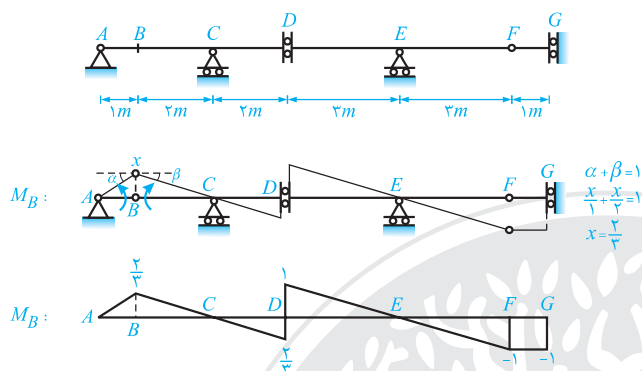 A B C D E F G
۱m ۲m ۲m ۳m ۳m ۱m
M_B : A α x β B C D E F G α+β=۱
x/۱ + x/۲ =۱
x= ۲/۳
۲/۳ ۱
M_B : A B C D E F G
۲/۳ -۱ -۱